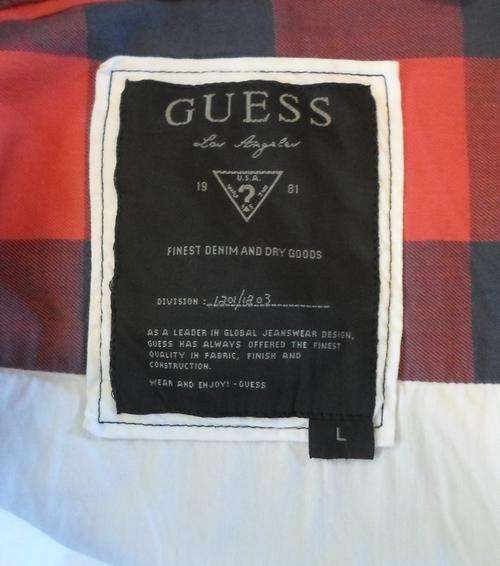 GUESS
Los Angeles
U.S.A.
19 ? 81
FINEST DENIM AND DRY GOODS
DIVISION : 1201/1203
AS A LEADER IN GLOBAL JEANSWEAR DESIGN,
GUESS HAS ALWAYS OFFERED THE FINEST
QUALITY IN FABRIC, FINISH AND
CONSTRUCTION.
WEAR AND ENJOY! -GUESS
L